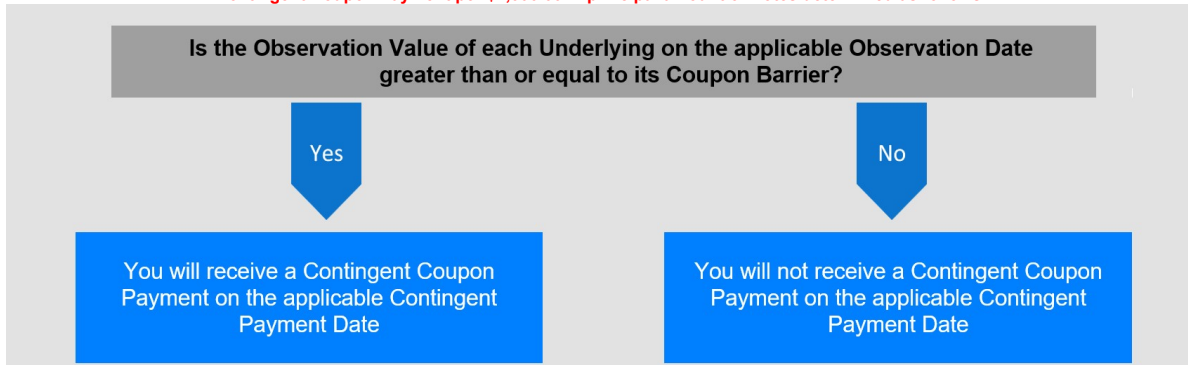 Is the Observation Value of each Underlying on the applicable Observation Date
greater than or equal to its Coupon Barrier?
Yes
No
You will receive a Contingent Coupon
Payment on the applicable Contingent
Payment Date
You will not receive a Contingent Coupon
Payment on the applicable Contingent
Payment Date